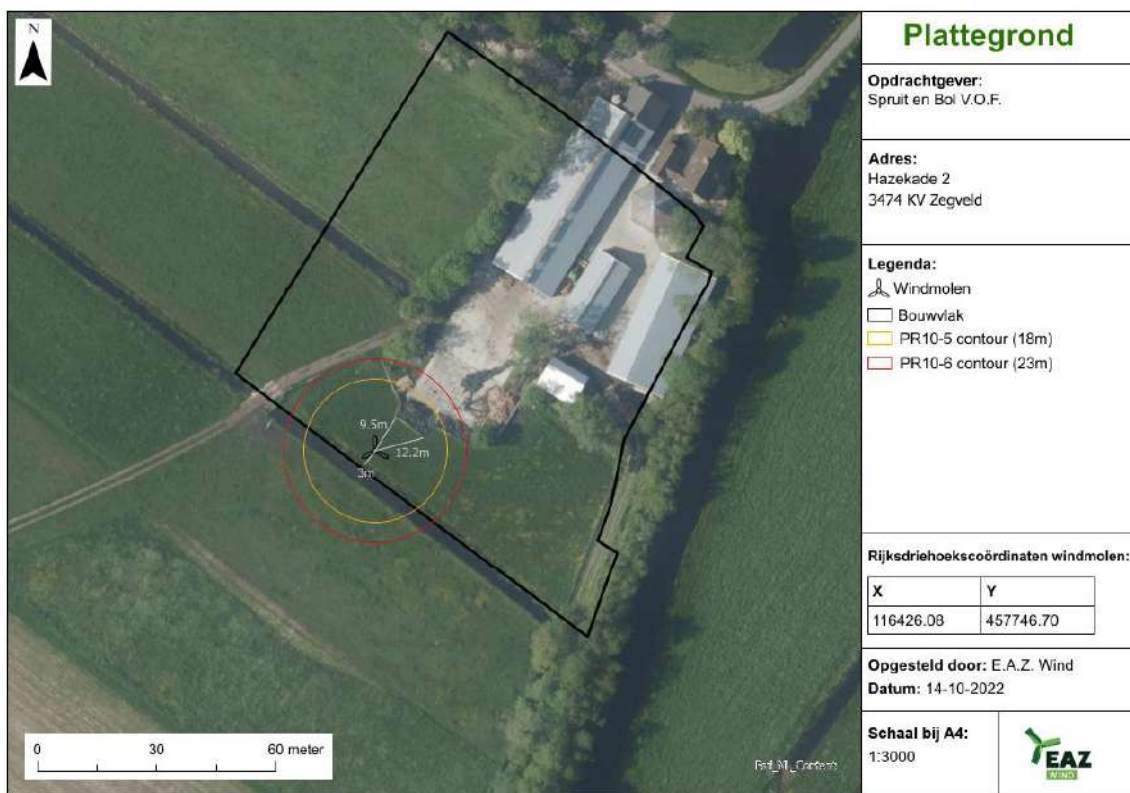 N
9.5m
12.2m
3m
0 30 60 meter
Plattegrond
Opdrachtgever:
Spruit en Bol V.O.F.
Adres:
Hazekade 2
3474 KV Zegveld
Legenda:
Windmolen
Bouwvlak
PR10-5 contour (18m)
PR10-6 contour (23m)
Rijksdriehoekscoördinaten windmolen:
X Y
116426.08 457746.70
Opgesteld door: E.A.Z. Wind
Datum: 14-10-2022
Schaal bij A4:
1:3000
EAZ
WIND